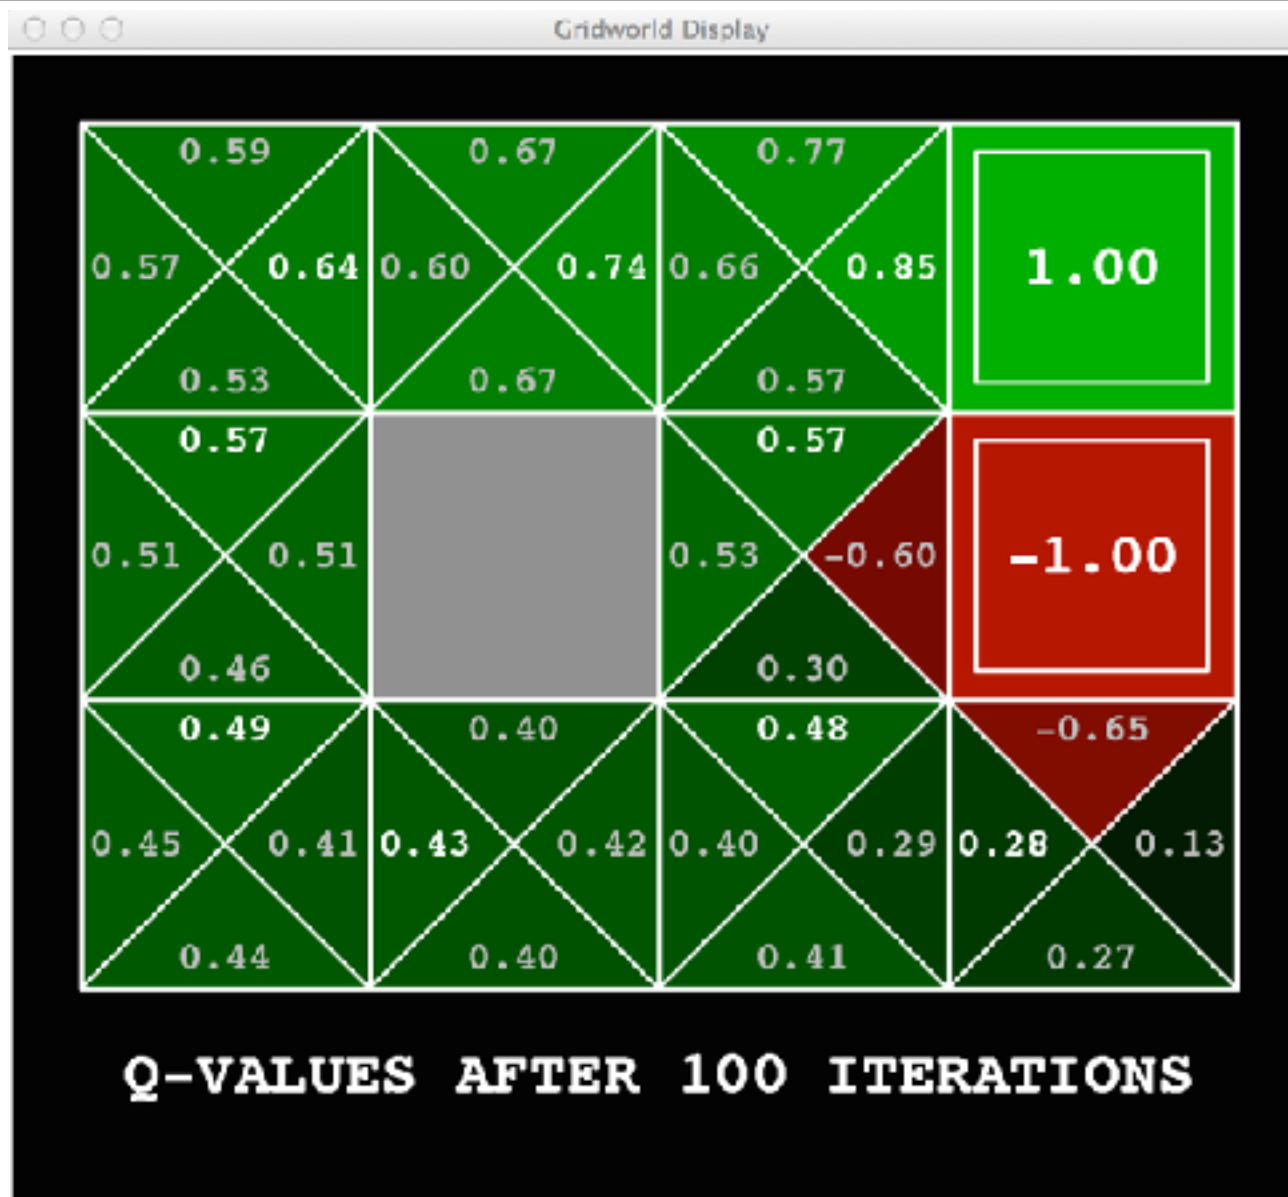 Gridworld Display
0.59 0.67 0.77
0.57 0.64 0.60 0.74 0.66 0.85 1.00
0.53 0.67 0.57
0.57 0.57
0.51 0.51 0.53 -0.60 -1.00
0.46 0.30
0.49 0.40 0.48 -0.65
0.45 0.41 0.43 0.42 0.40 0.29 0.28 0.13
0.44 0.40 0.41 0.27
Q-VALUES AFTER 100 ITERATIONS